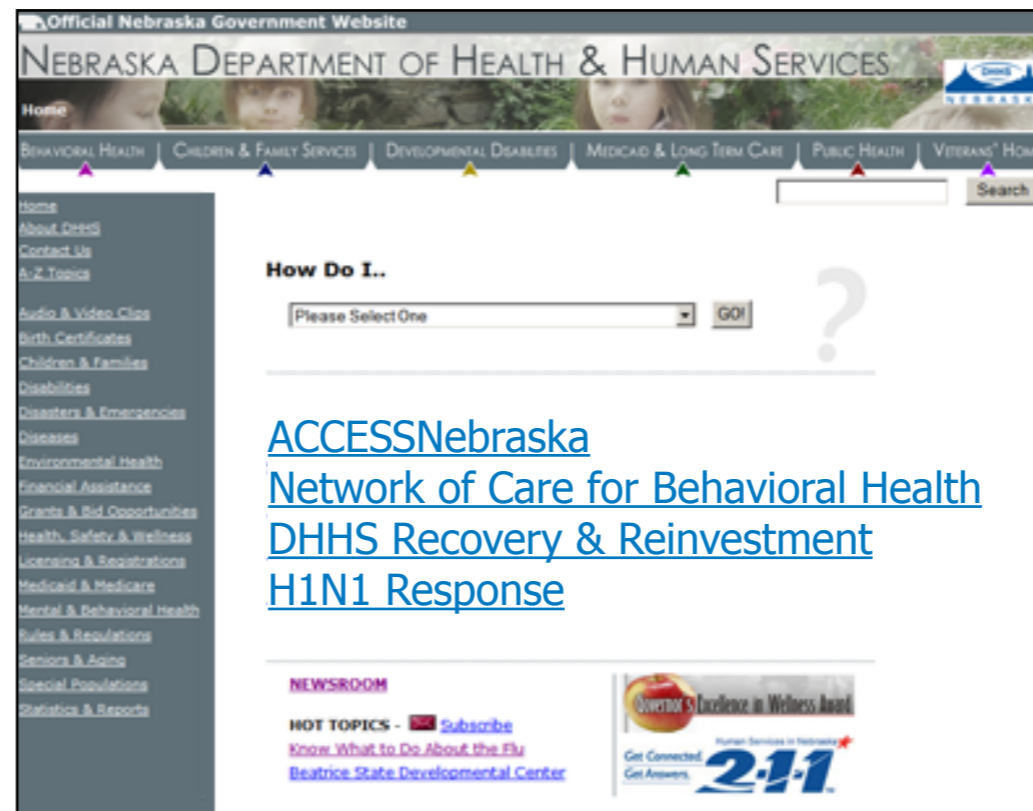 Official Nebraska Government Website
NEBRASKA DEPARTMENT OF HEALTH & HUMAN SERVICES
DHHS
NEBRASKA
Home
BEHAVIORAL HEALTH | CHILDREN & FAMILY SERVICES | DEVELOPMENTAL DISABILITIES | MEDICAID & LONG TERM CARE | PUBLIC HEALTH | VETERANS' HOM
Search
Home
About DHHS
Contact Us
A-Z Topics
Audio & Video Clips
Birth Certificates
Children & Families
Disabilities
Disasters & Emergencies
Diseases
Environmental Health
Financial Assistance
Grants & Bid Opportunities
Health, Safety & Wellness
Licensing & Registrations
Medicaid & Medicare
Mental & Behavioral Health
Rules & Regulations
Seniors & Aging
Special Populations
Statistics & Reports
How Do I..
Please Select One
GO!
?
ACCESSNebraska
Network of Care for Behavioral Health
DHHS Recovery & Reinvestment
H1N1 Response
NEWSROOM
HOT TOPICS - Subscribe
Know What to Do About the Flu
Beatrice State Developmental Center
Governor's Excellence in Wellness Award
Human Services in Nebraska
Get Connected.
Get Answers.
2-1-1